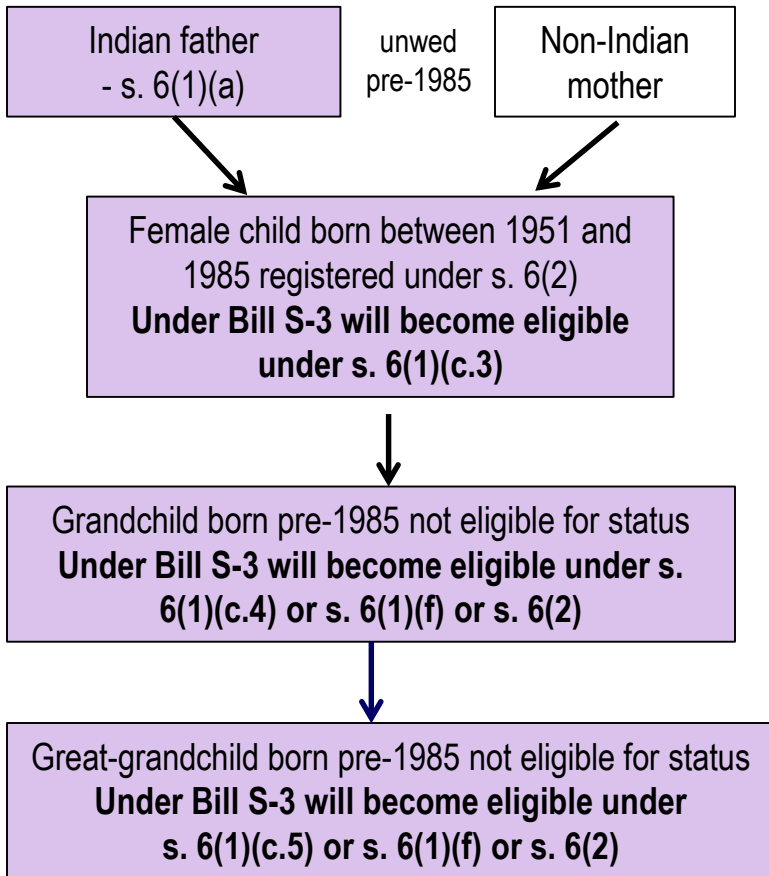 Indian father
- s. 6(1)(a)
unwed
pre-1985
Non-Indian
mother
Female child born between 1951 and
1985 registered under s. 6(2)
Under Bill S-3 will become eligible
under s. 6(1)(c.3)
Grandchild born pre-1985 not eligible for status
Under Bill S-3 will become eligible under s.
6(1)(c.4) or s. 6(1)(f) or s. 6(2)
Great-grandchild born pre-1985 not eligible for status
Under Bill S-3 will become eligible under
s. 6(1)(c.5) or s. 6(1)(f) or s. 6(2)